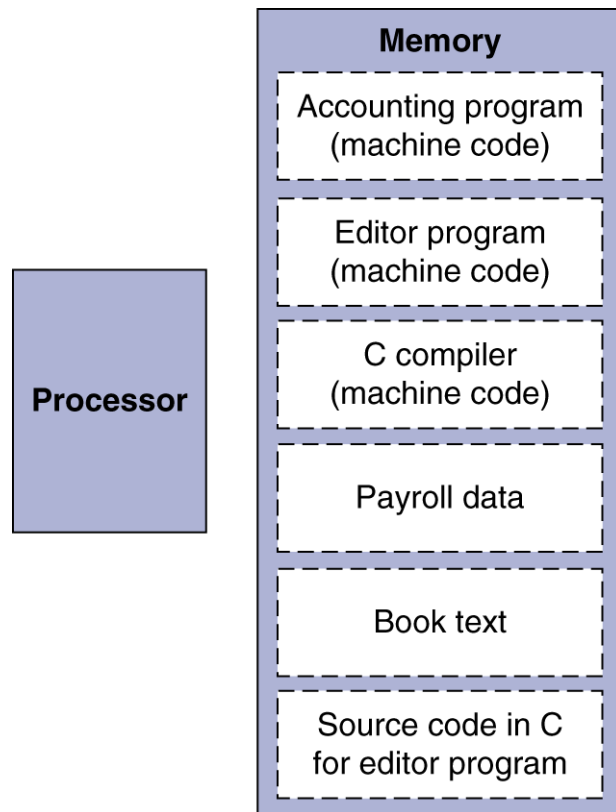 Memory
Accounting program
(machine code)
Editor program
(machine code)
C compiler
(machine code)
Processor
Payroll data
Book text
Source code in C
for editor program